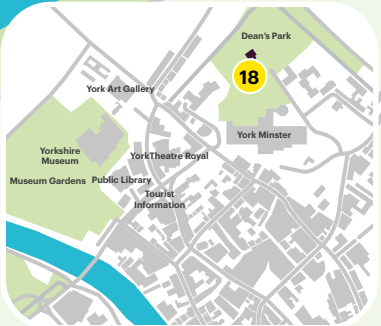 Dean's Park
18
York Art Gallery
York Minster
Yorkshire
Museum
YorkTheatre Royal
Museum Gardens
Public Library
Tourist
Information